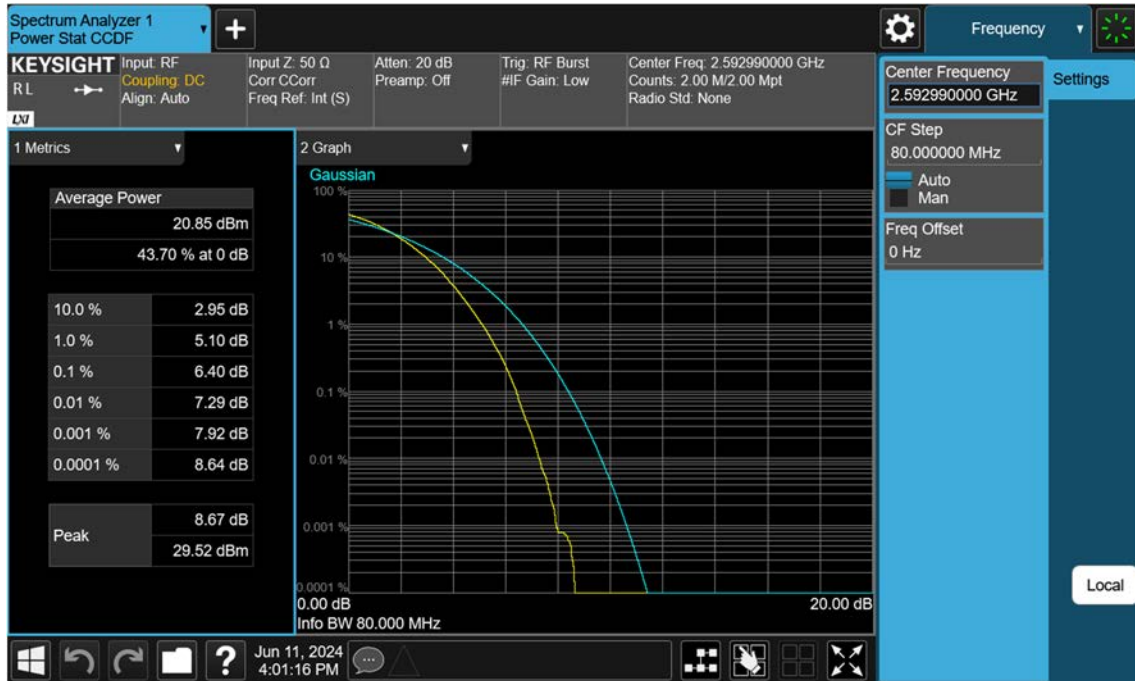 Spectrum Analyzer 1
Power Stat CCDF
+
Frequency
KEYSIGHT
R L
LXI
Input: RF
Coupling: DC
Align: Auto
Input Z: 50 Ω
Corr CCorr
Freq Ref: Int (S)
Atten: 20 dB
Preamp: Off
Trig: RF Burst
#IF Gain: Low
Center Freq: 2.592990000 GHz
Counts: 2.00 M/2.00 Mpt
Radio Std: None
Center Frequency
2.592990000 GHz
Settings
CF Step
80.000000 MHz
Auto
Man
Freq Offset
0 Hz
1 Metrics
Average Power
20.85 dBm
43.70 % at 0 dB
10.0 % 2.95 dB
1.0 % 5.10 dB
0.1 % 6.40 dB
0.01 % 7.29 dB
0.001 % 7.92 dB
0.0001 % 8.64 dB
Peak
8.67 dB
29.52 dBm
2 Graph
Gaussian
100 %
10 %
1 %
0.1 %
0.01 %
0.001 %
0.0001 %
0.00 dB 20.00 dB
Info BW 80.000 MHz
Local
?
Jun 11, 2024
4:01:16 PM